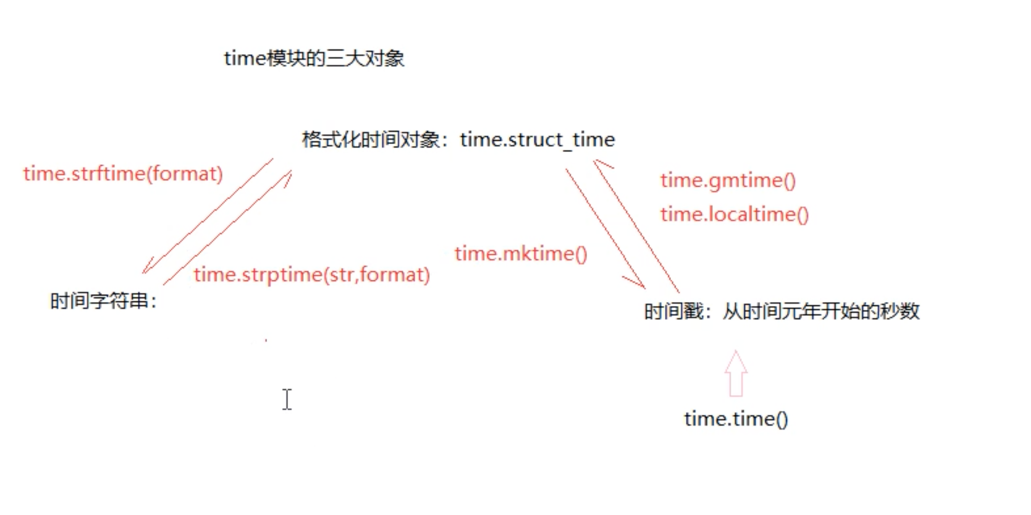 time模块的三大对象
格式化时间对象：time.struct_time
time.strftime(format)
time.gmtime()
time.localtime()
time.mktime()
time.strptime(str,format)
时间字符串：
时间戳：从时间元年开始的秒数
time.time()